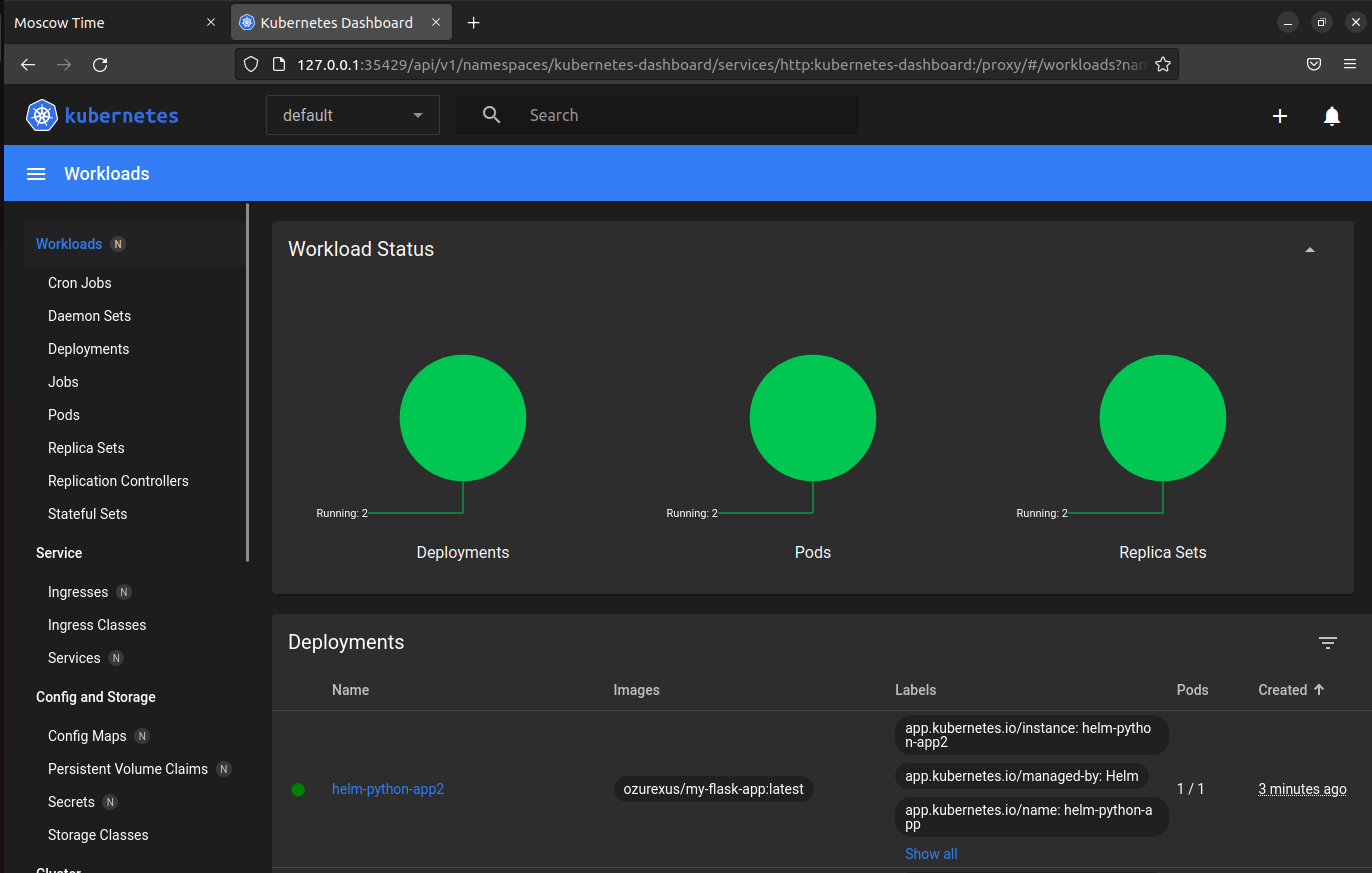 Moscow Time
Kubernetes Dashboard
127.0.0.1:35429/api/v1/namespaces/kubernetes-dashboard/services/http:kubernetes-dashboard:/proxy/#/workloads?nam
kubernetes
default
Search
Workloads
Workloads N
Cron Jobs
Daemon Sets
Deployments
Jobs
Pods
Replica Sets
Replication Controllers
Stateful Sets
Service
Ingresses N
Ingress Classes
Services N
Config and Storage
Config Maps N
Persistent Volume Claims N
Secrets N
Storage Classes
Cluster
Workload Status
Running: 2
Deployments
Running: 2
Pods
Running: 2
Replica Sets
Deployments
Name Images Labels Pods Created
helm-python-app2
ozurexus/my-flask-app:latest
app.kubernetes.io/instance: helm-pytho
n-app2
app.kubernetes.io/managed-by: Helm
app.kubernetes.io/name: helm-python-a
pp
Show all
1 / 1
3 minutes ago